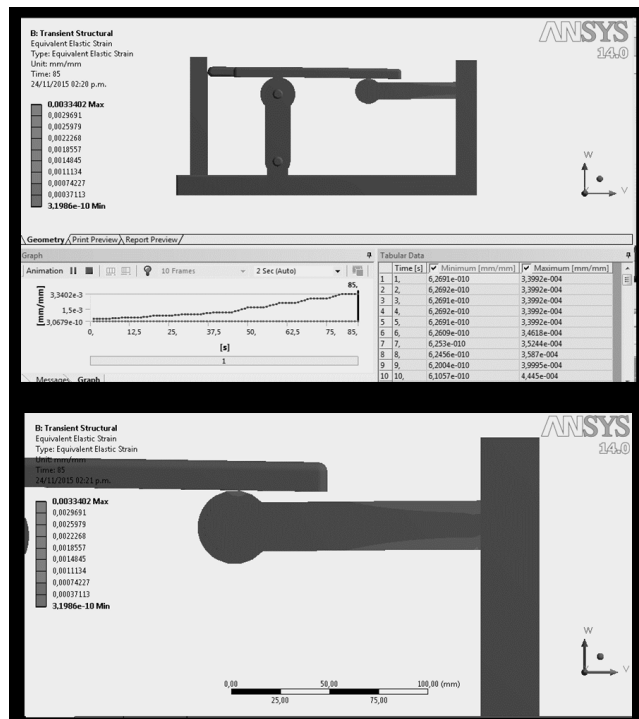 B: Transient Structural
Equivalent Elastic Strain
Type: Equivalent Elastic Strain
Unit: mm/mm
Time: 85
24/11/2015 02:20 p.m.
0,0033402 Max
0,0029691
0,0025979
0,0022268
0,0018557
0,0014845
0,0011134
0,00074227
0,00037113
3,1986e-10 Min
ANSYS
14.0
W
V
Geometry Print Preview Report Preview
Graph
Animation 10 Frames 2 Sec (Auto)
85,
3,3402e-3
1,5e-3
3,0679e-10
[mm/mm]
0, 12,5 25, 37,5 50, 62,5 75, 85,
[s]
1
Messages Graph
Tabular Data
Time [s] Minimum [mm/mm] Maximum [mm/mm]
1 1, 6,2691e-010 3,3992e-004
2 2, 6,2692e-010 3,3992e-004
3 3, 6,2691e-010 3,3992e-004
4 4, 6,2692e-010 3,3992e-004
5 5, 6,2691e-010 3,3992e-004
6 6, 6,2609e-010 3,4618e-004
7 7, 6,253e-010 3,5244e-004
8 8, 6,2456e-010 3,587e-004
9 9, 6,2004e-010 3,9995e-004
10 10, 6,1057e-010 4,445e-004
B: Transient Structural
Equivalent Elastic Strain
Type: Equivalent Elastic Strain
Unit: mm/mm
Time: 85
24/11/2015 02:21 p.m.
0,0033402 Max
0,0029691
0,0025979
0,0022268
0,0018557
0,0014845
0,0011134
0,00074227
0,00037113
3,1986e-10 Min
ANSYS
14.0
0,00 50,00 100,00 (mm)
25,00 75,00
W
V